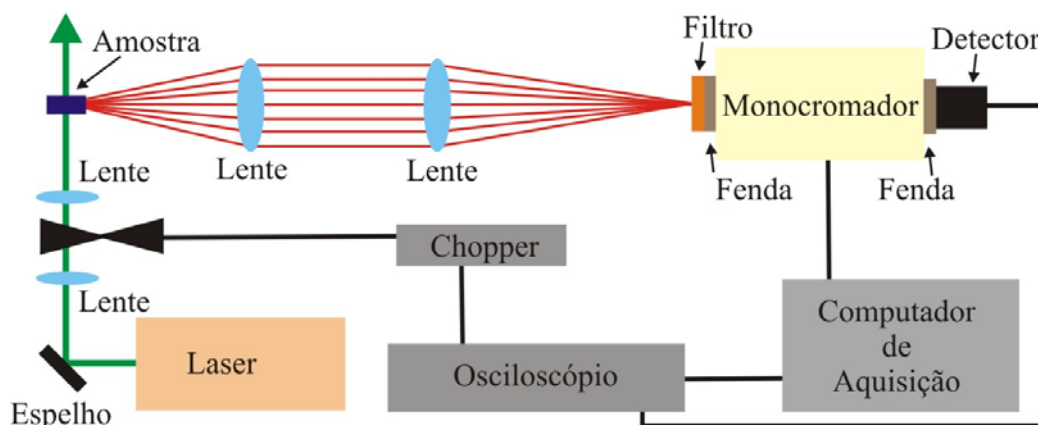 Amostra
Filtro
Detector
Monocromador
Lente
Lente
Lente
Fenda
Fenda
Chopper
Lente
Computador
de
Aquisição
Laser
Osciloscópio
Espelho